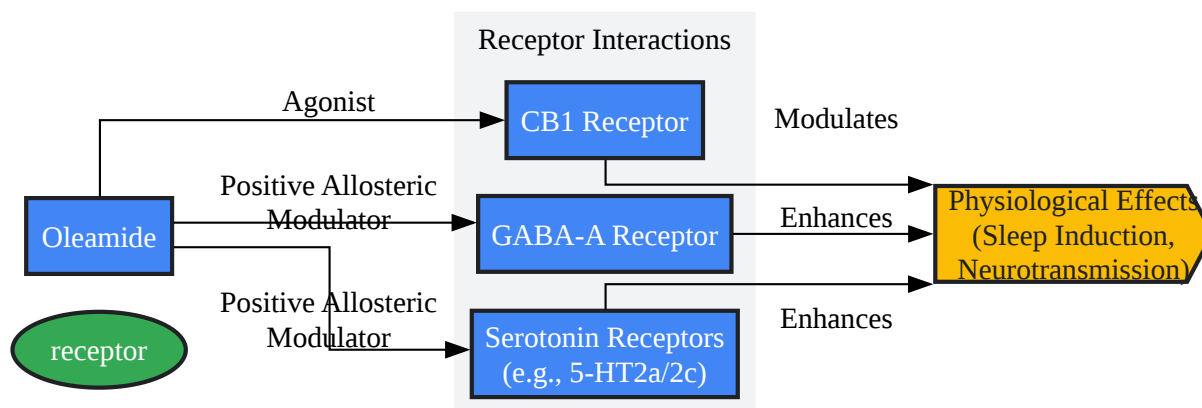 Receptor Interactions
Agonist
CB1 Receptor
Modulates
Positive Allosteric
Modulator
Oleamide
GABA-A Receptor
Enhances
Physiological Effects
(Sleep Induction,
Neurotransmission)
Positive Allosteric
Modulator
Serotonin Receptors
(e.g., 5-HT2a/2c)
Enhances
receptor